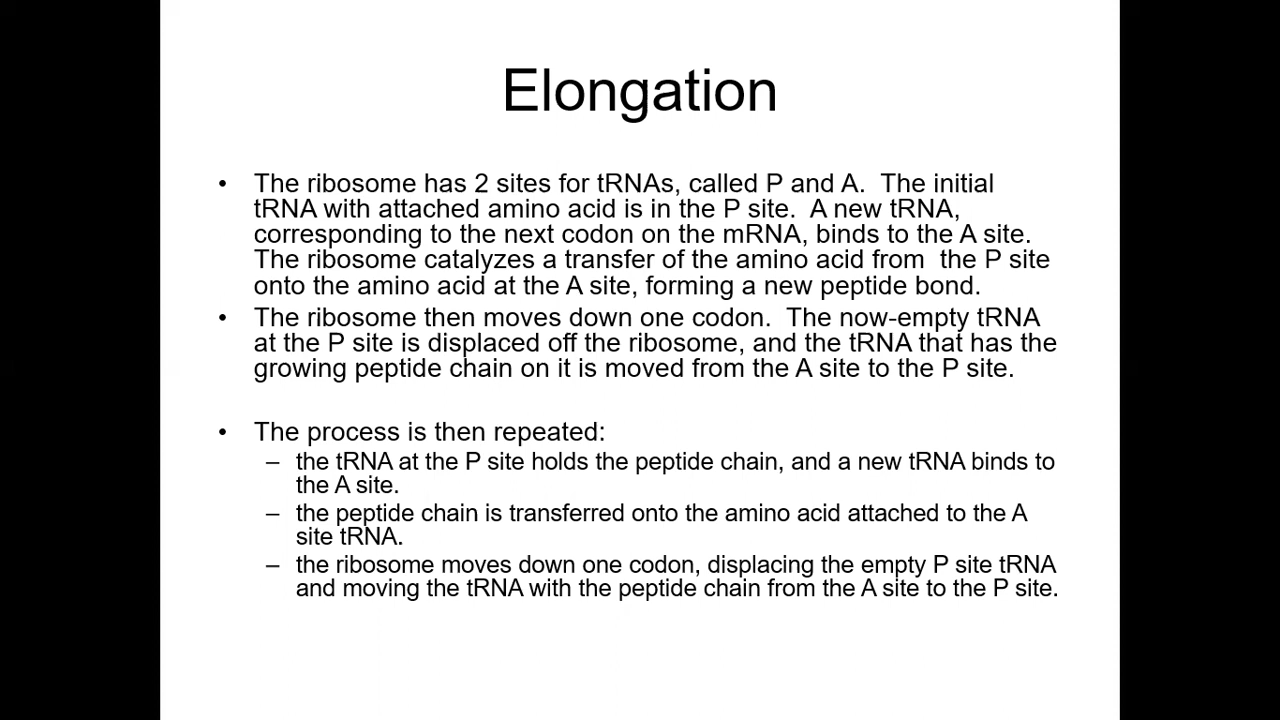 Elongation
• The ribosome has 2 sites for tRNAs, called P and A.  The initial
tRNA with attached amino acid is in the P site.  A new tRNA,
corresponding to the next codon on the mRNA, binds to the A site.
The ribosome catalyzes a transfer of the amino acid from  the P site
onto the amino acid at the A site, forming a new peptide bond.
• The ribosome then moves down one codon.  The now-empty tRNA
at the P site is displaced off the ribosome, and the tRNA that has the
growing peptide chain on it is moved from the A site to the P site.
• The process is then repeated:
– the tRNA at the P site holds the peptide chain, and a new tRNA binds to
the A site.
– the peptide chain is transferred onto the amino acid attached to the A
site tRNA.
– the ribosome moves down one codon, displacing the empty P site tRNA
and moving the tRNA with the peptide chain from the A site to the P site.